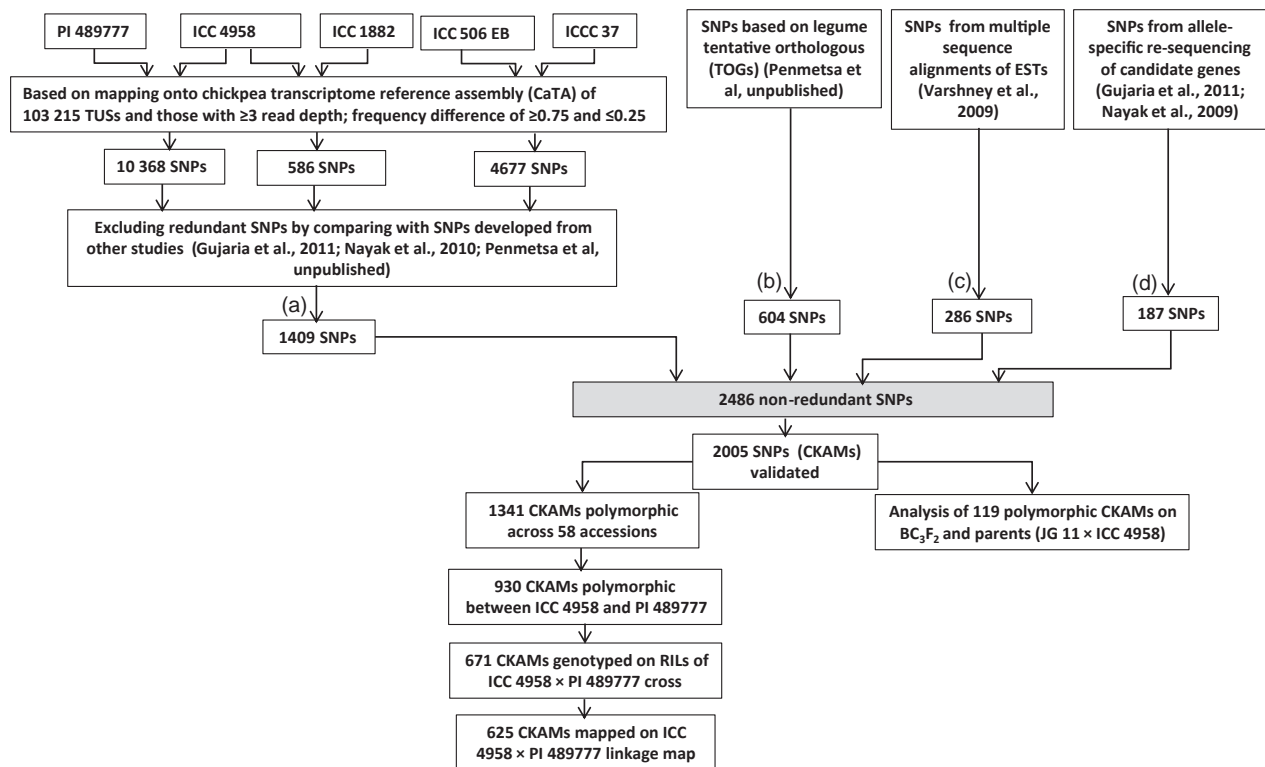 PI 489777
ICC 4958
ICC 1882
ICC 506 EB
ICCC 37
Based on mapping onto chickpea transcriptome reference assembly (CaTA) of
103 215 TUSs and those with ≥3 read depth; frequency difference of ≥0.75 and ≤0.25
10 368 SNPs
586 SNPs
4677 SNPs
Excluding redundant SNPs by comparing with SNPs developed from
other studies (Gujaria et al., 2011; Nayak et al., 2010; Penmetsa et al,
unpublished)
(a)
1409 SNPs
SNPs based on legume
tentative orthologous
(TOGs) (Penmetsa et
al, unpublished)
(b)
604 SNPs
SNPs from multiple
sequence
alignments of ESTs
(Varshney et al.,
2009)
(c)
286 SNPs
SNPs from allele-
specific re-sequencing
of candidate genes
(Gujaria et al., 2011;
Nayak et al., 2009)
(d)
187 SNPs
2486 non-redundant SNPs
2005 SNPs (CKAMs)
validated
1341 CKAMs polymorphic
across 58 accessions
Analysis of 119 polymorphic CKAMs on
BC₃F₂ and parents (JG 11 × ICC 4958)
930 CKAMs polymorphic
between ICC 4958 and PI 489777
671 CKAMs genotyped on RILs of
ICC 4958 × PI 489777 cross
625 CKAMs mapped on ICC
4958 × PI 489777 linkage map